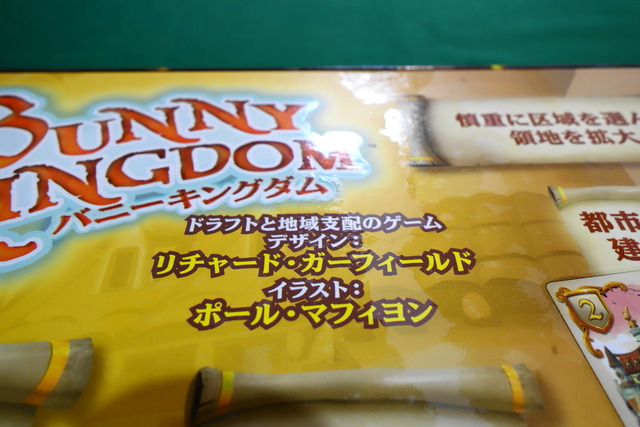 BUNNY
KINGDOM
™
バニーキングダム
ドラフトと地域支配のゲーム
デザイン:
リチャード・ガーフィールド
イラスト:
ポール・マフィヨン
慎重に区域を選ん
領地を拡大
都市
建
2